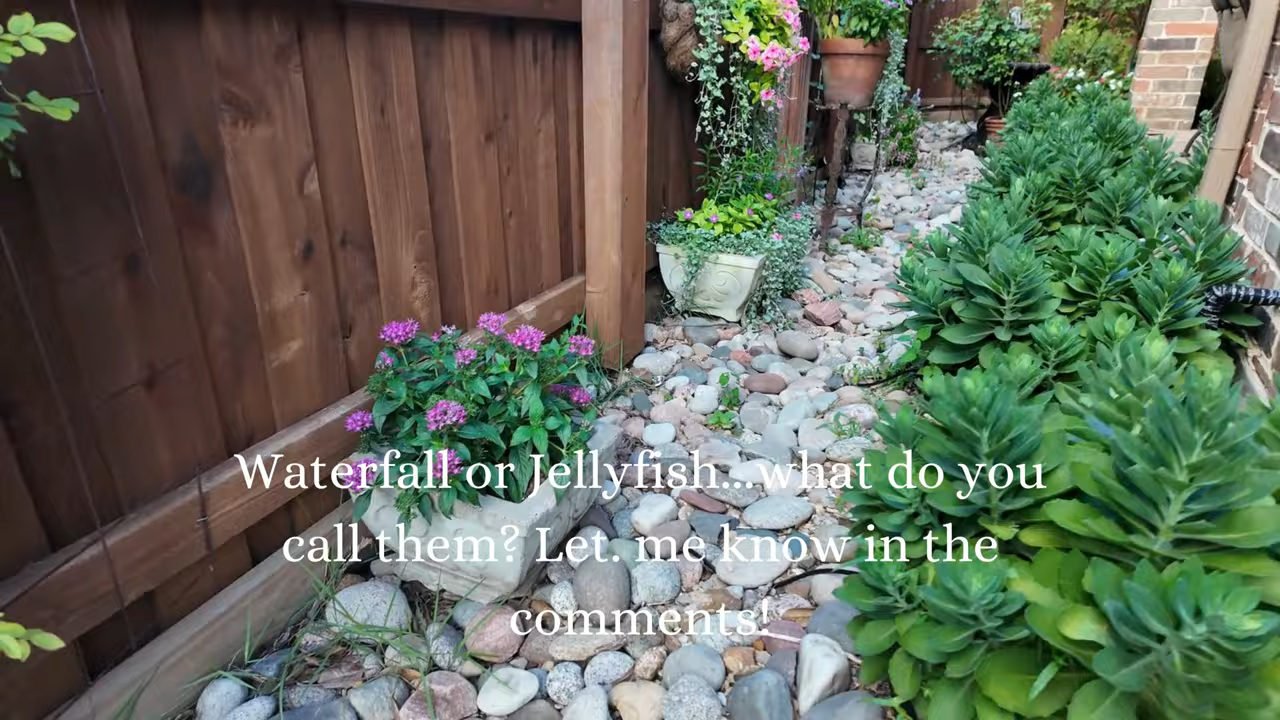 Waterfall or Jellyfish...what do you
call them? Let. me know in the
comments!